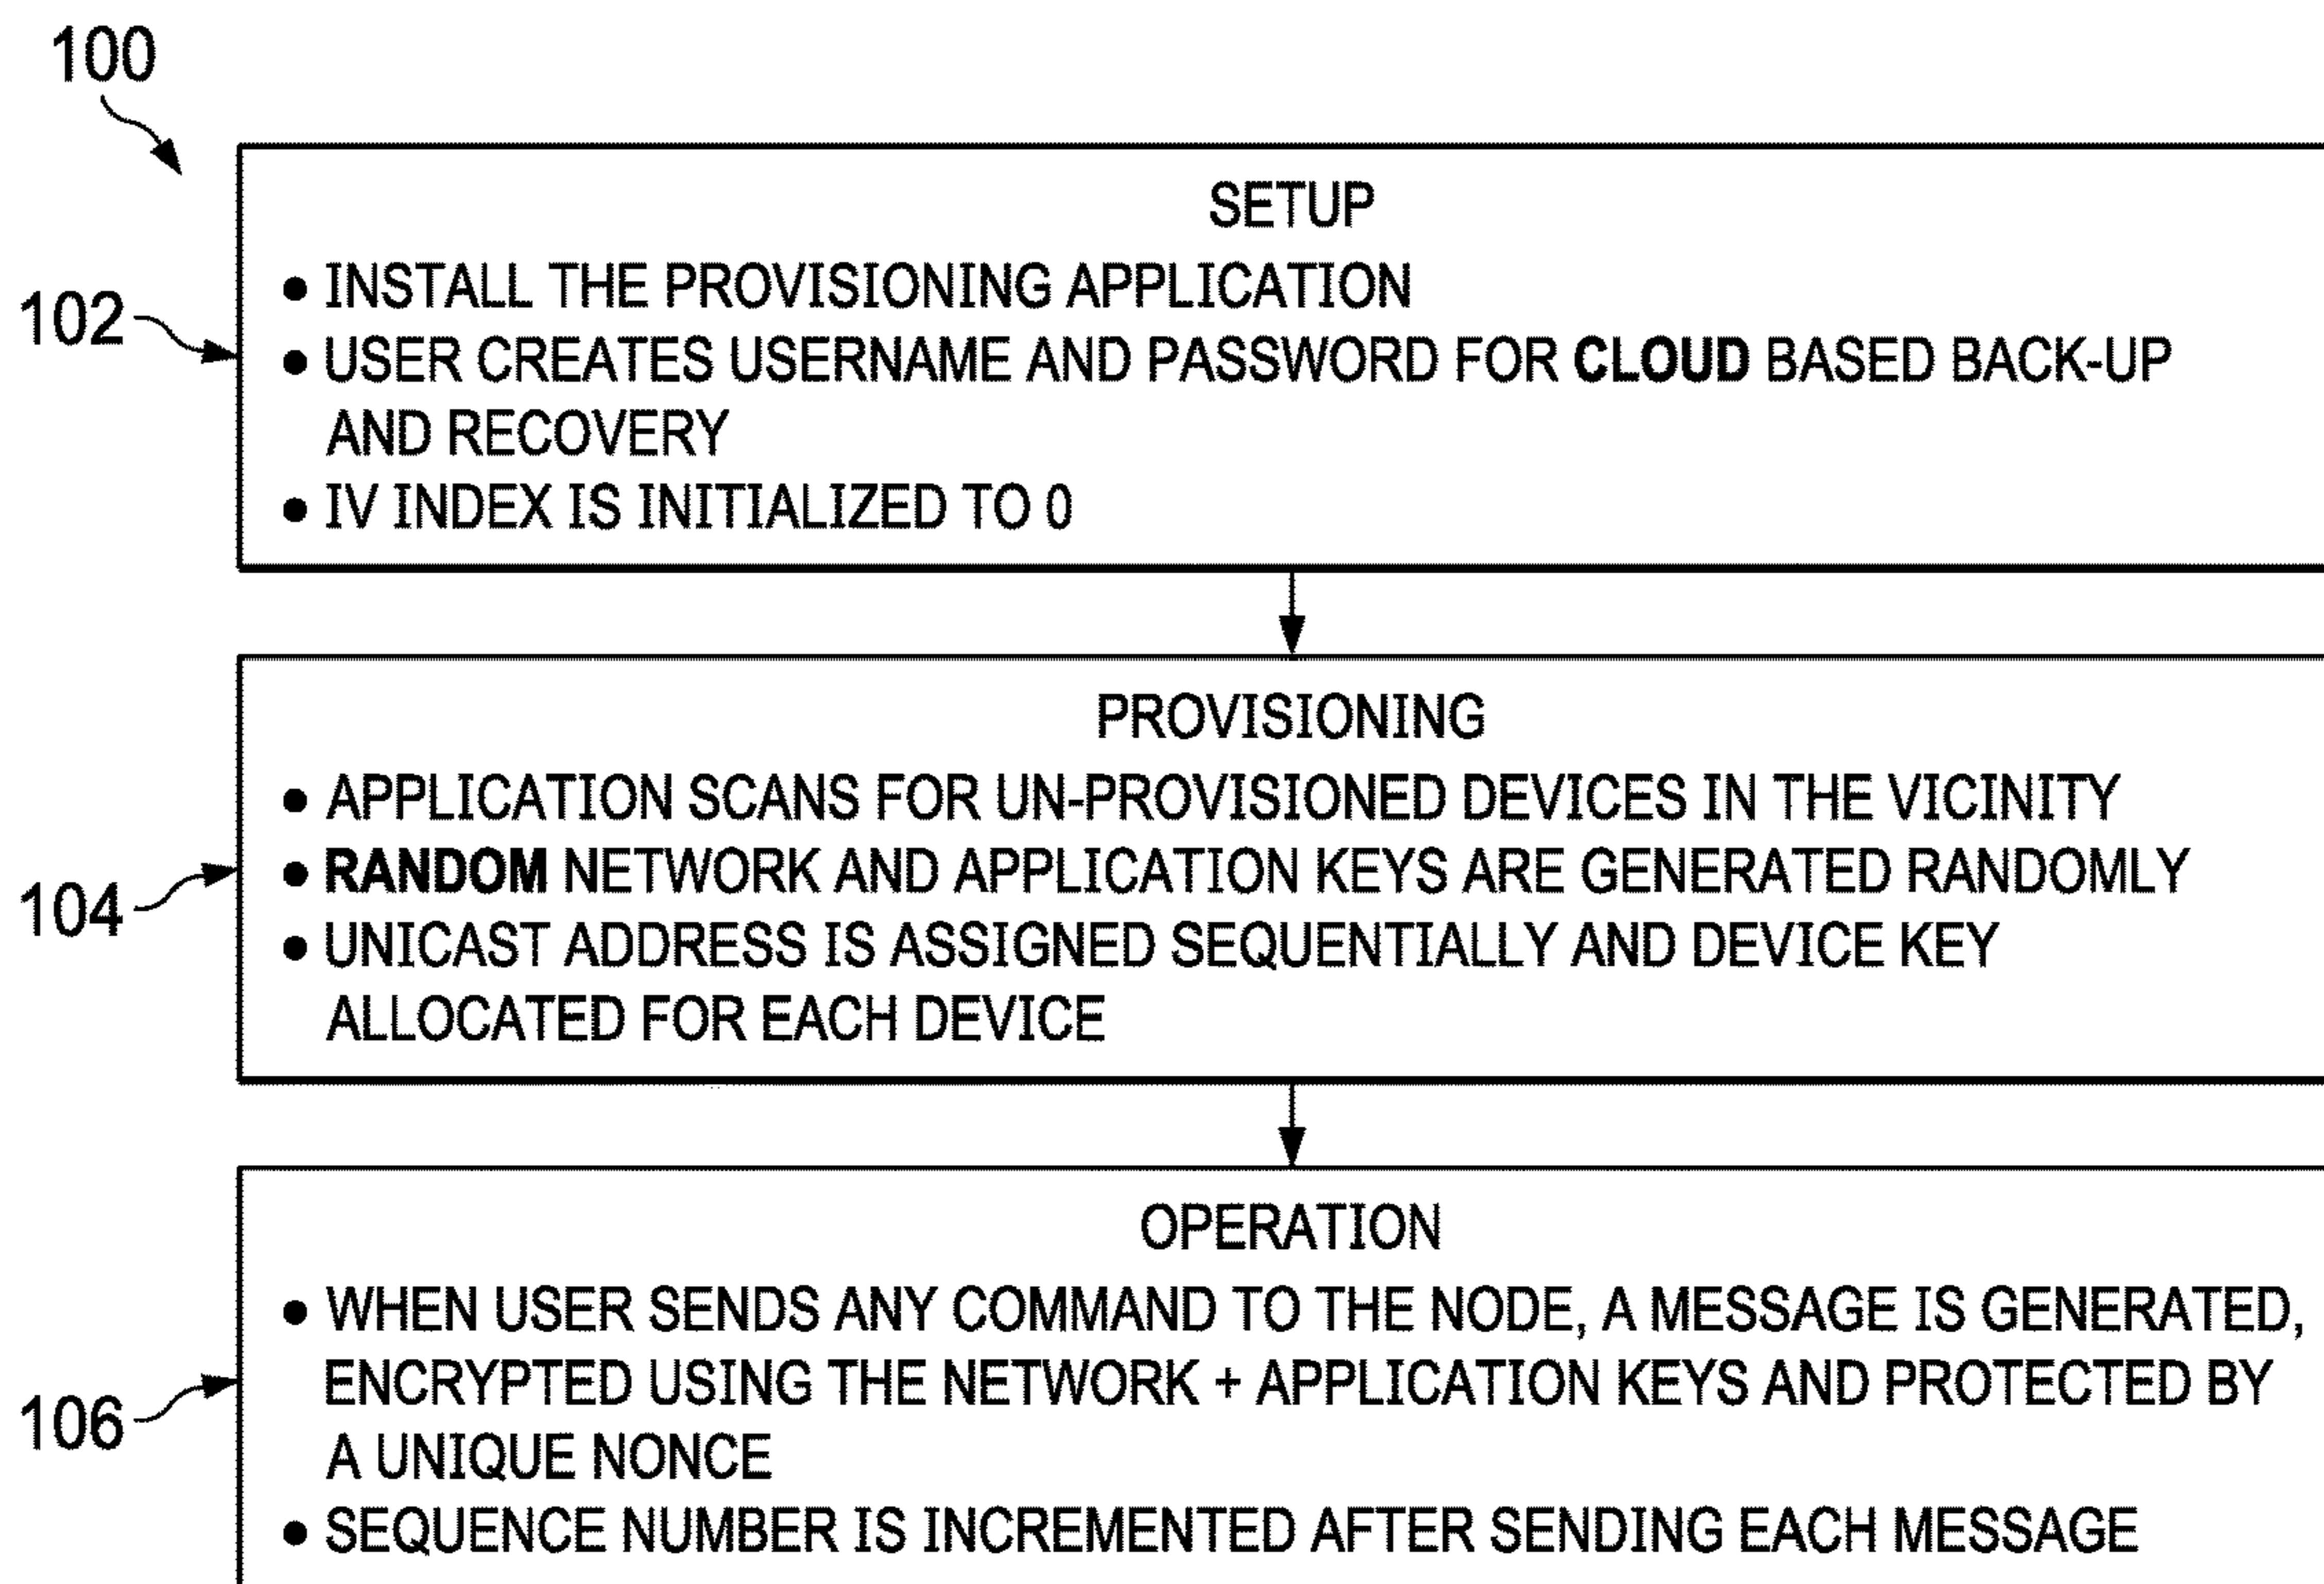 100
SETUP
102
• INSTALL THE PROVISIONING APPLICATION
• USER CREATES USERNAME AND PASSWORD FOR CLOUD BASED BACK-UP
AND RECOVERY
• IV INDEX IS INITIALIZED TO 0
PROVISIONING
104
• APPLICATION SCANS FOR UN-PROVISIONED DEVICES IN THE VICINITY
• RANDOM NETWORK AND APPLICATION KEYS ARE GENERATED RANDOMLY
• UNICAST ADDRESS IS ASSIGNED SEQUENTIALLY AND DEVICE KEY
ALLOCATED FOR EACH DEVICE
OPERATION
106
• WHEN USER SENDS ANY COMMAND TO THE NODE, A MESSAGE IS GENERATED,
ENCRYPTED USING THE NETWORK + APPLICATION KEYS AND PROTECTED BY
A UNIQUE NONCE
• SEQUENCE NUMBER IS INCREMENTED AFTER SENDING EACH MESSAGE